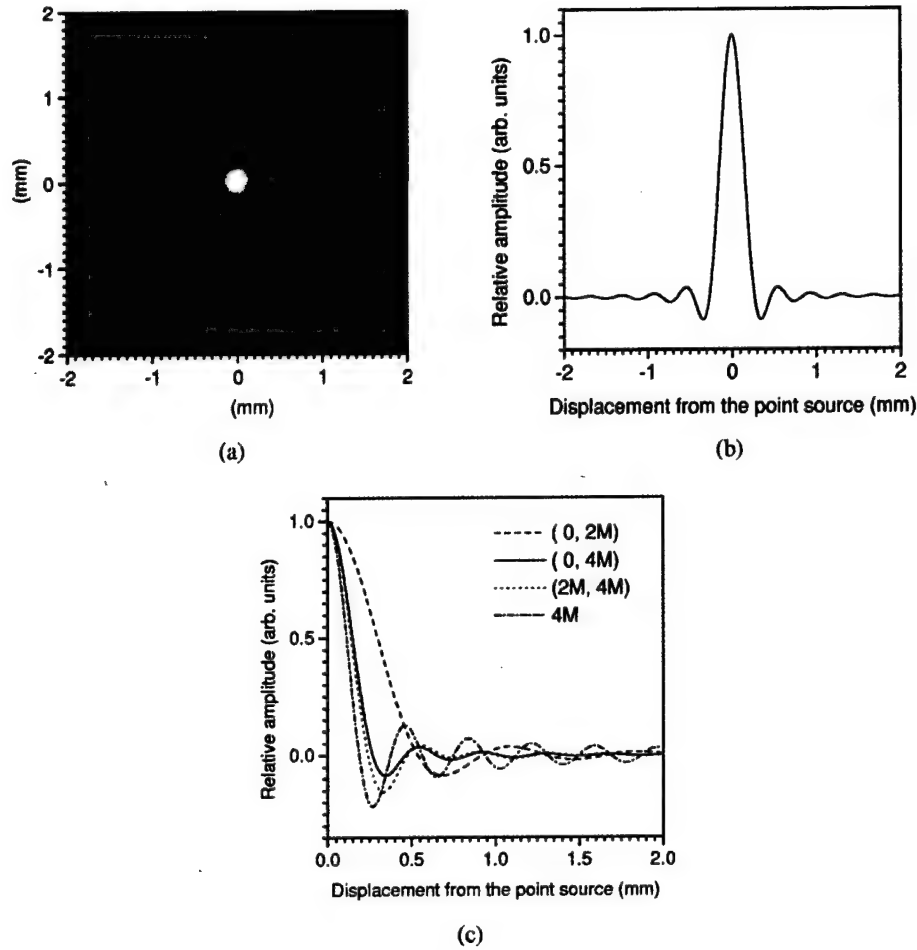 2
1
0
-1
-2
(mm)
-2
-1
0
1
2
(mm)
(a)
1.0
0.5
0.0
Relative amplitude (arb. units)
-2
-1
0
1
2
Displacement from the point source (mm)
(b)
1.0
0.5
0.0
Relative amplitude (arb. units)
( 0, 2M)
( 0, 4M)
(2M, 4M)
4M
0.0
0.5
1.0
1.5
2.0
Displacement from the point source (mm)
(c)